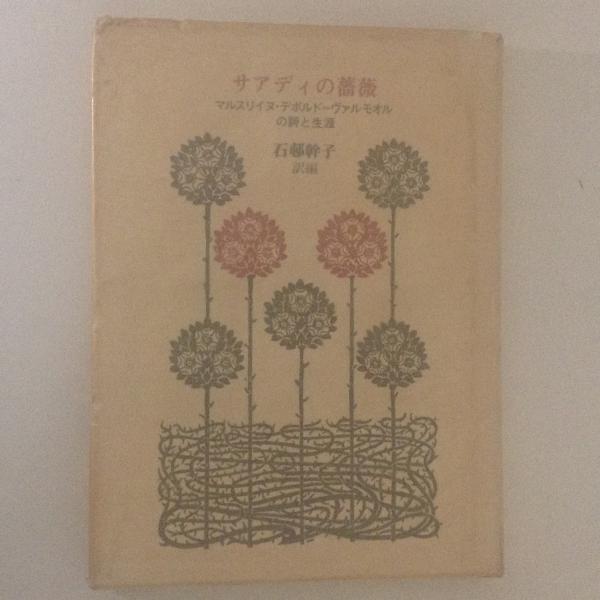 サアディの薔薇
マルスリイヌ・デボルド＝ヴァルモオル
の詩と生涯
石邨幹子
訳編